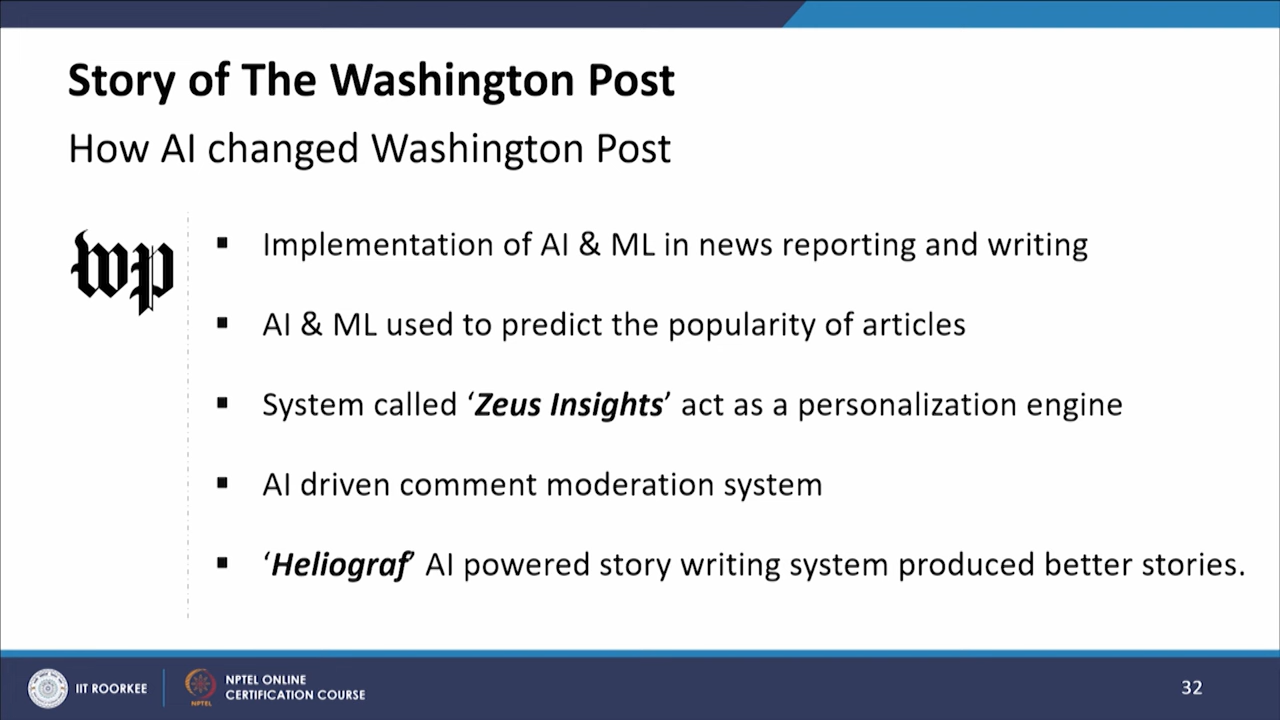 Story of The Washington Post
How AI changed Washington Post
wp
▪ Implementation of AI & ML in news reporting and writing
▪ AI & ML used to predict the popularity of articles
▪ System called ‘Zeus Insights’ act as a personalization engine
▪ AI driven comment moderation system
▪ ‘Heliograf’ AI powered story writing system produced better stories.
IIT ROORKEE
NPTEL
NPTEL ONLINE
CERTIFICATION COURSE
32